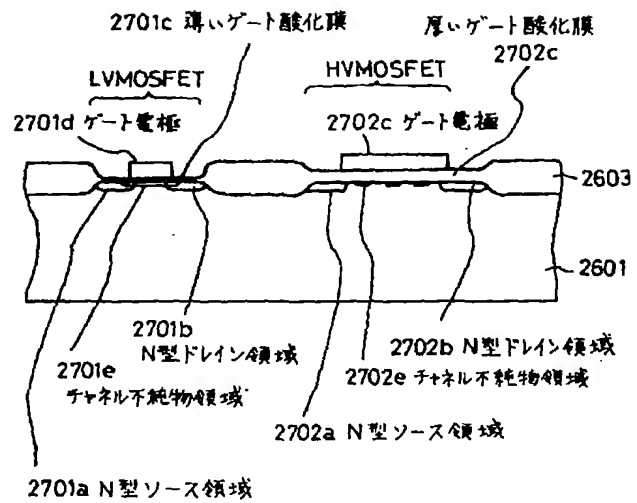 2701c 薄いゲート酸化膜
厚いゲート酸化膜
2702c
LVMOSFET
HVMOSFET
2701d ゲート電極
2702c ゲート電極
2603
2601
2701b
N型ドレイン領域
2701e
チャネル不純物領域
2702b N型ドレイン領域
2702e チャネル不純物領域
2702a N型ソース領域
2701a N型ソース領域